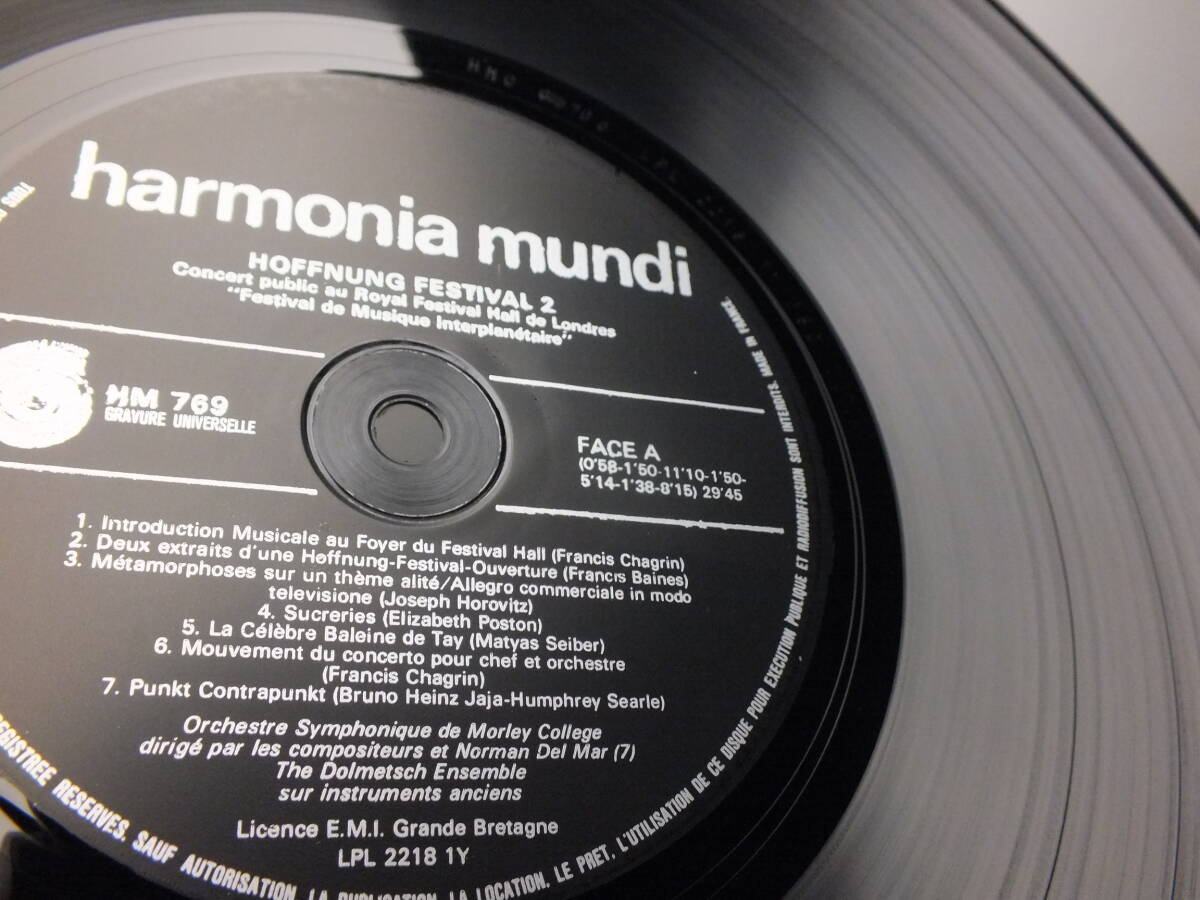 harmonia mundi
HOFFNUNG FESTIVAL 2
Concert public au Royal Festival Hall de Londres
"Festival de Musique Interplanétaire"
HM 769
GRAVURE UNIVERSELLE
FACE A
(0'58-1'50-11'10-1'50-
5'14-1'38-8'15) 29'45
1. Introduction Musicale au Foyer du Festival Hall (Francis Chagrin)
2. Deux extraits d'une Hoffnung-Festival-Ouverture (Francis Baines)
3. Métamorphoses sur un thème alité/Allegro commerciale in modo
televisione (Joseph Horovitz)
4. Sucreries (Elizabeth Poston)
5. La Célèbre Baleine de Tay (Matyas Seiber)
6. Mouvement du concerto pour chef et orchestre
(Francis Chagrin)
7. Punkt Contrapunkt (Bruno Heinz Jaja-Humphrey Searle)
Orchestre Symphonique de Morley College
dirigé par les compositeurs et Norman Del Mar (7)
The Dolmetsch Ensemble
sur instruments anciens
Licence E.M.I. Grande Bretagne
LPL 2218 1Y
TOUS
RESERVES. SAUF AUTORISATION, LA PUBLICATION, LA LOCATION, LE PRET, L'UTILISATION DE CE DISQUE POUR EXECUTION PUBLIQUE ET RADIODIFFUSION SONT INTERDITS. MADE IN FRANCE.